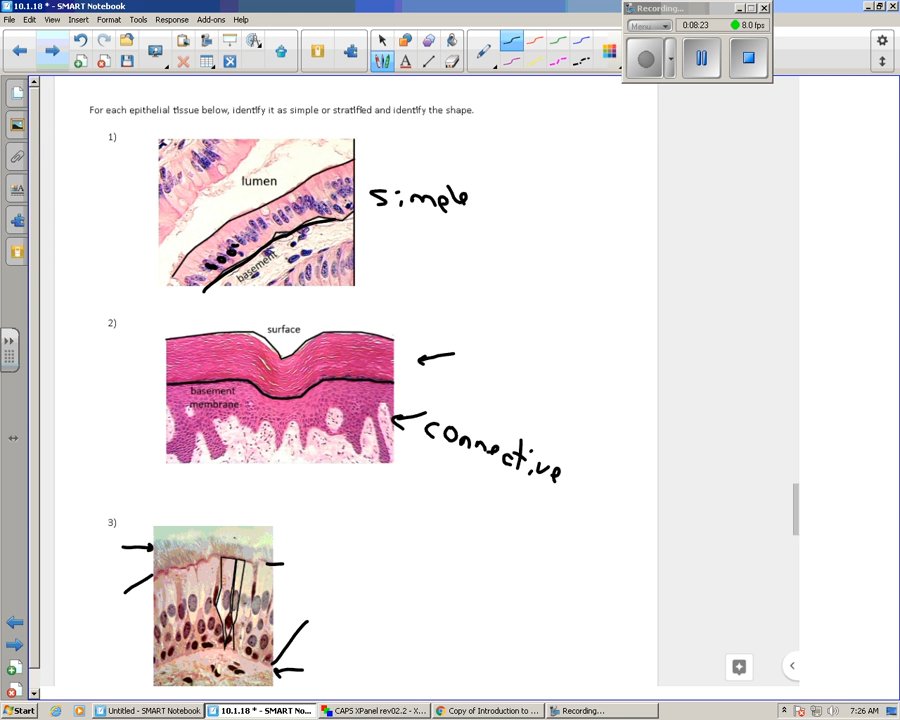 10.1.18 * - SMART Notebook
Recording...
File Edit View Insert Format Tools Response Add-ons Help
Menu 0:08:23 8.0 fps
For each epithelial tissue below, identify it as simple or stratified and identify the shape.
1)
lumen
simple
basement
2)
surface
basement
membrane
connective
3)
Start Untitled - SMART Notebook 10.1.18 * - SMART No... CAPS XPanel rev02.2 - X... Copy of Introduction to ... Recording... 7:26 AM